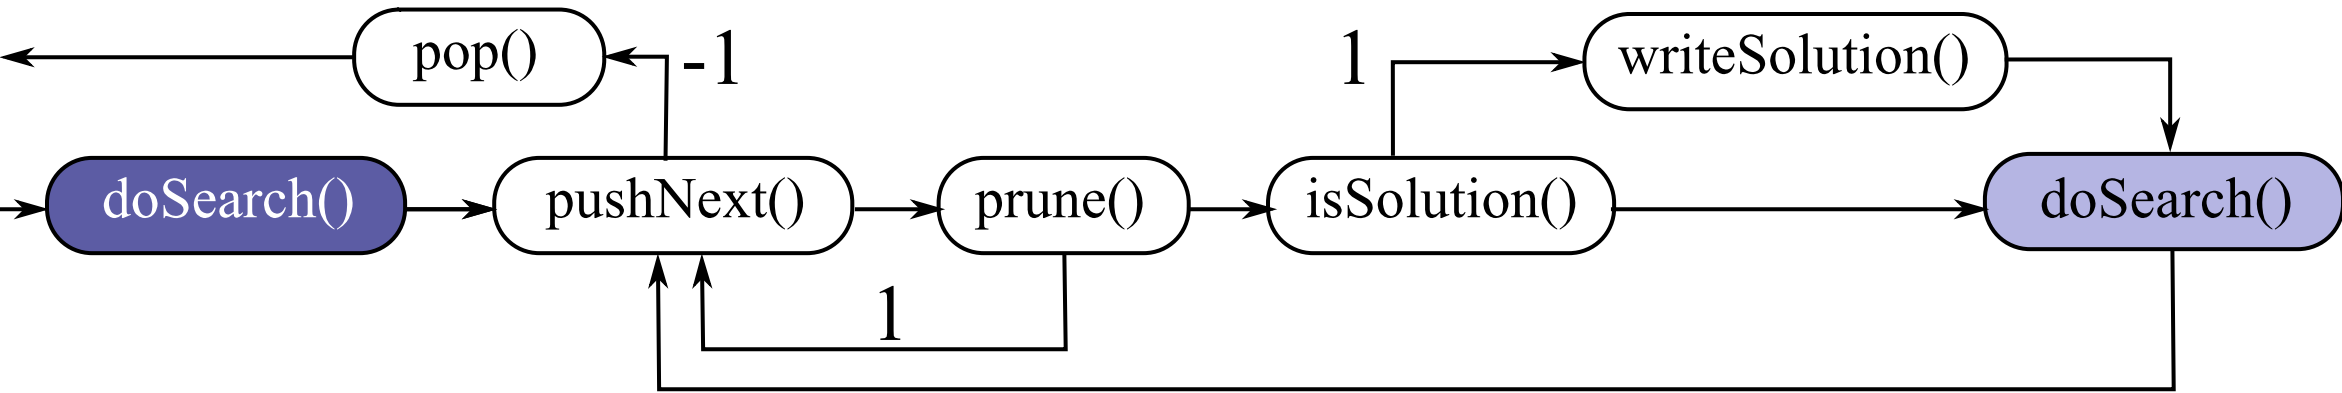 pop()
-1
1
writeSolution()
doSearch()
pushNext()
prune()
isSolution()
doSearch()
1